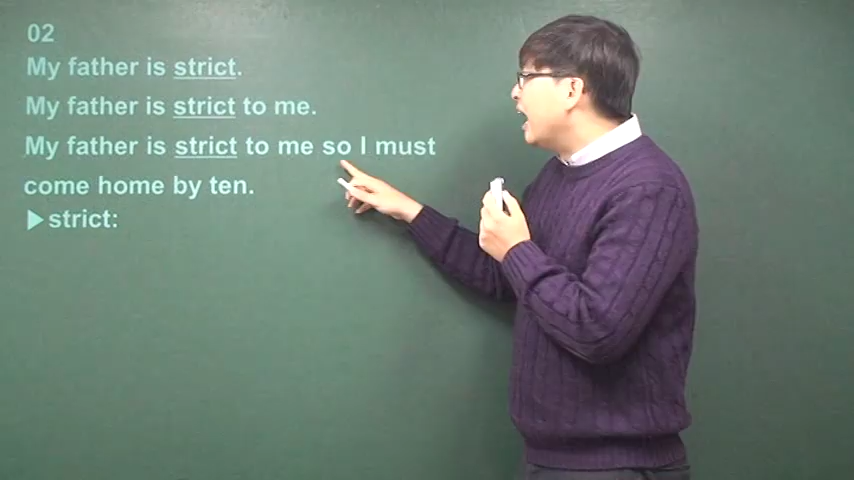 02
My father is strict.
My father is strict to me.
My father is strict to me so I must
come home by ten.
▶strict: